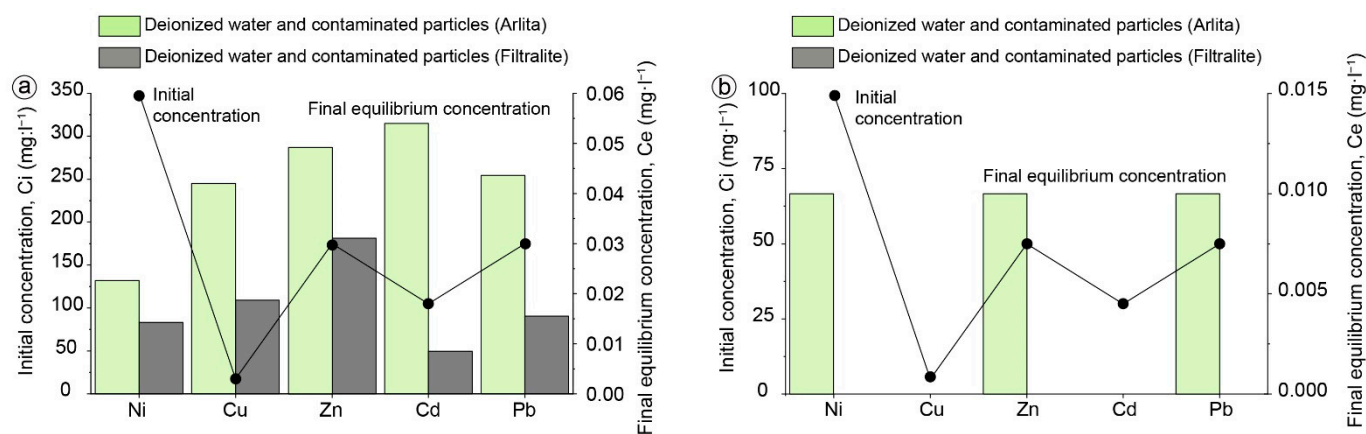 Deionized water and contaminated particles (Arlita)
Deionized water and contaminated particles (Filtralite)
a
Initial concentration, Ci (mg·l⁻¹)
350
300
250
200
150
100
50
0
Initial
concentration
Final equilibrium concentration
0.06
0.05
0.04
0.03
0.02
0.01
0.00
Final equilibrium concentration, Ce (mg·l⁻¹)
Ni Cu Zn Cd Pb
Deionized water and contaminated particles (Arlita)
Deionized water and contaminated particles (Filtralite)
b
Initial concentration, Ci (mg·l⁻¹)
100
75
50
25
0
Initial
concentration
Final equilibrium concentration
0.015
0.010
0.005
0.000
Final equilibrium concentration, Ce (mg·l⁻¹)
Ni Cu Zn Cd Pb